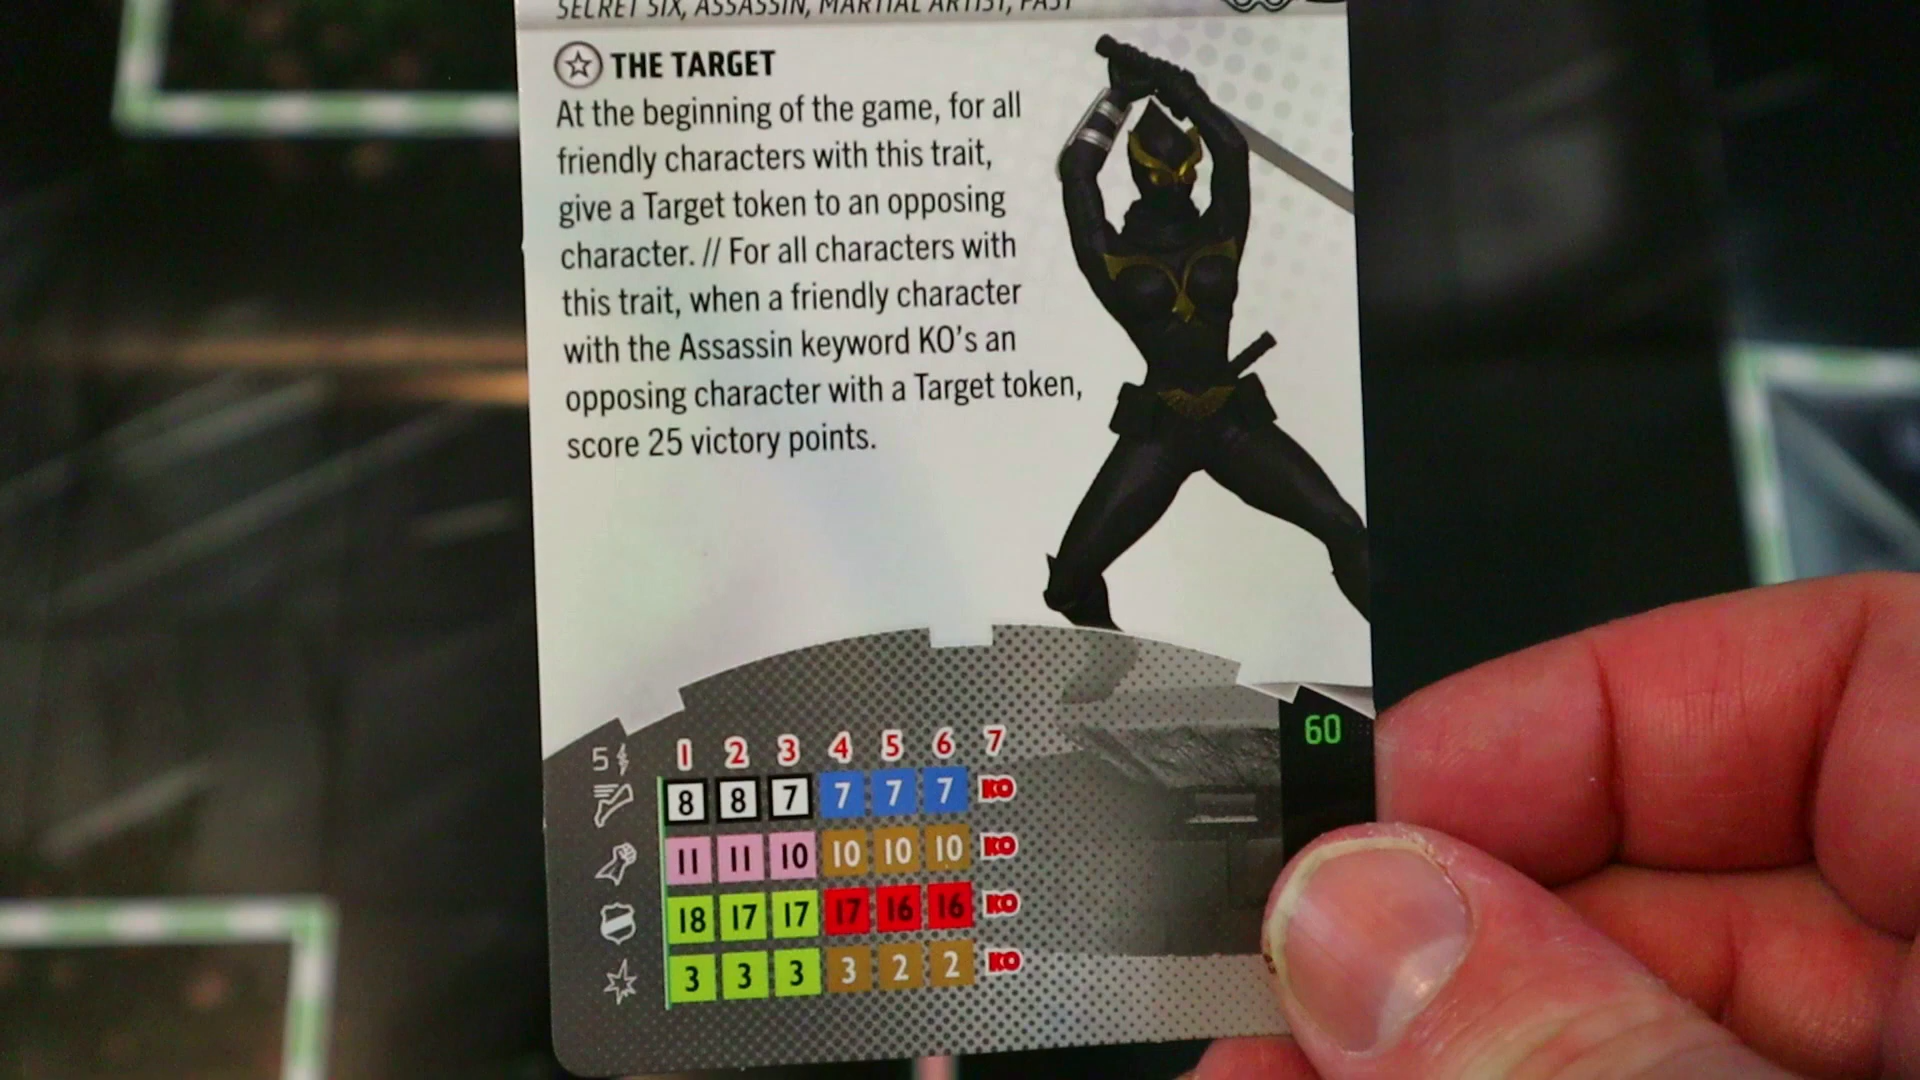 SECRET SIX, ASSASSIN, MARTIAL ARTIST, PAST
THE TARGET
At the beginning of the game, for all
friendly characters with this trait,
give a Target token to an opposing
character. // For all characters with
this trait, when a friendly character
with the Assassin keyword KO's an
opposing character with a Target token,
score 25 victory points.
60
5 1 2 3 4 5 6 7
8 8 7 7 7 7 KO
11 11 10 10 10 10 KO
18 17 17 17 16 16 KO
3 3 3 3 2 2 KO